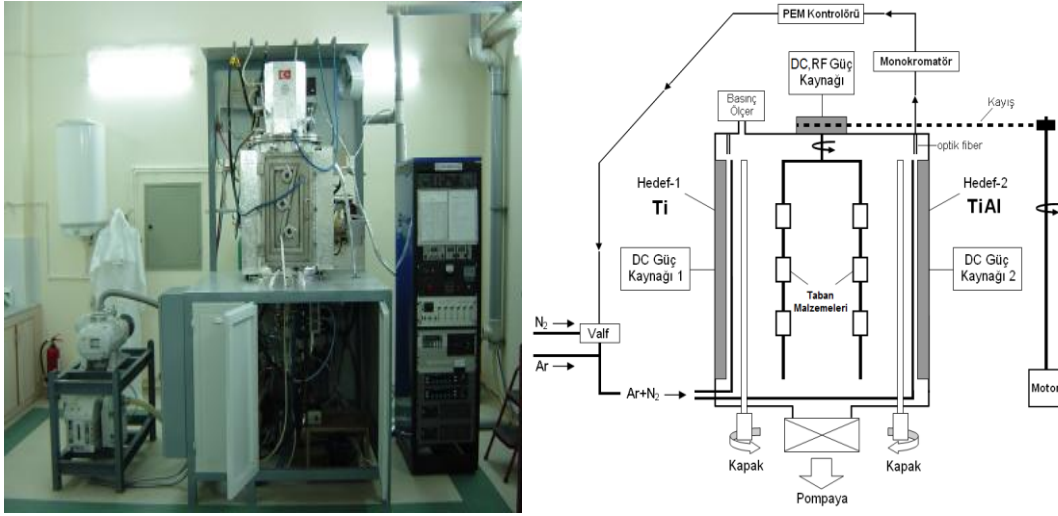 PEM Kontrolörü
DC,RF Güç
Kaynağı
Monokromatör
Basınç
Ölçer
Kayış
optik fiber
Hedef-1
Ti
Hedef-2
TiAl
DC Güç
Kaynağı 1
DC Güç
Kaynağı 2
Taban
Malzemeleri
N₂
Valf
Ar
Ar+N₂
Motor
Kapak
Kapak
Pompaya